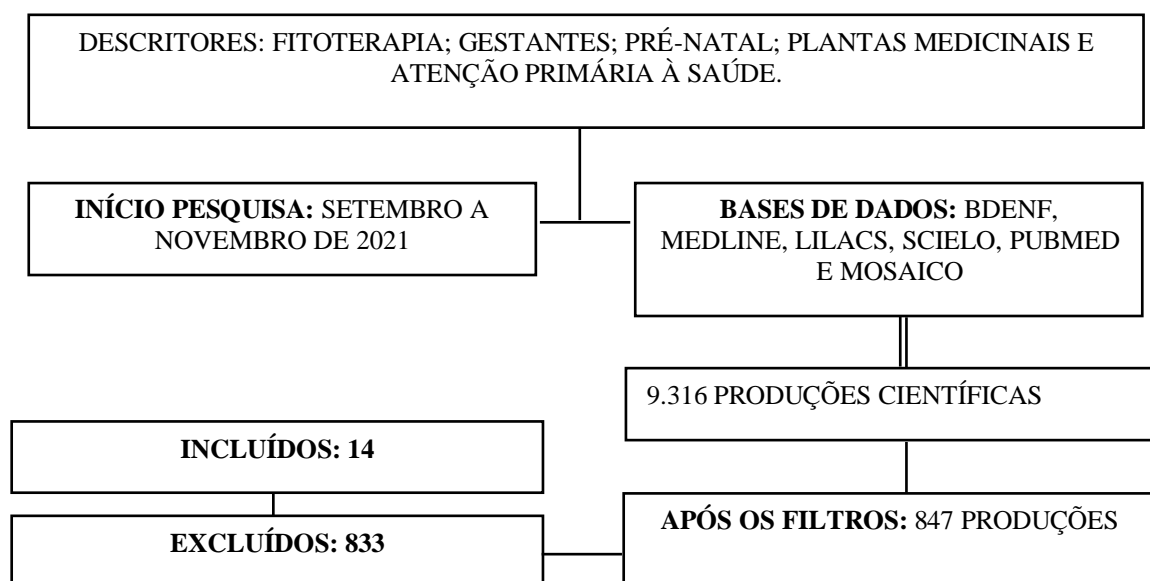 DESCRITORES: FITOTERAPIA; GESTANTES; PRÉ-NATAL; PLANTAS MEDICINAIS E
ATENÇÃO PRIMÁRIA À SAÚDE.
INÍCIO PESQUISA: SETEMBRO A
NOVEMBRO DE 2021
BASES DE DADOS: BDENF,
MEDLINE, LILACS, SCIELO, PUBMED
E MOSAICO
9.316 PRODUÇÕES CIENTÍFICAS
APÓS OS FILTROS: 847 PRODUÇÕES
EXCLUÍDOS: 833
INCLUÍDOS: 14